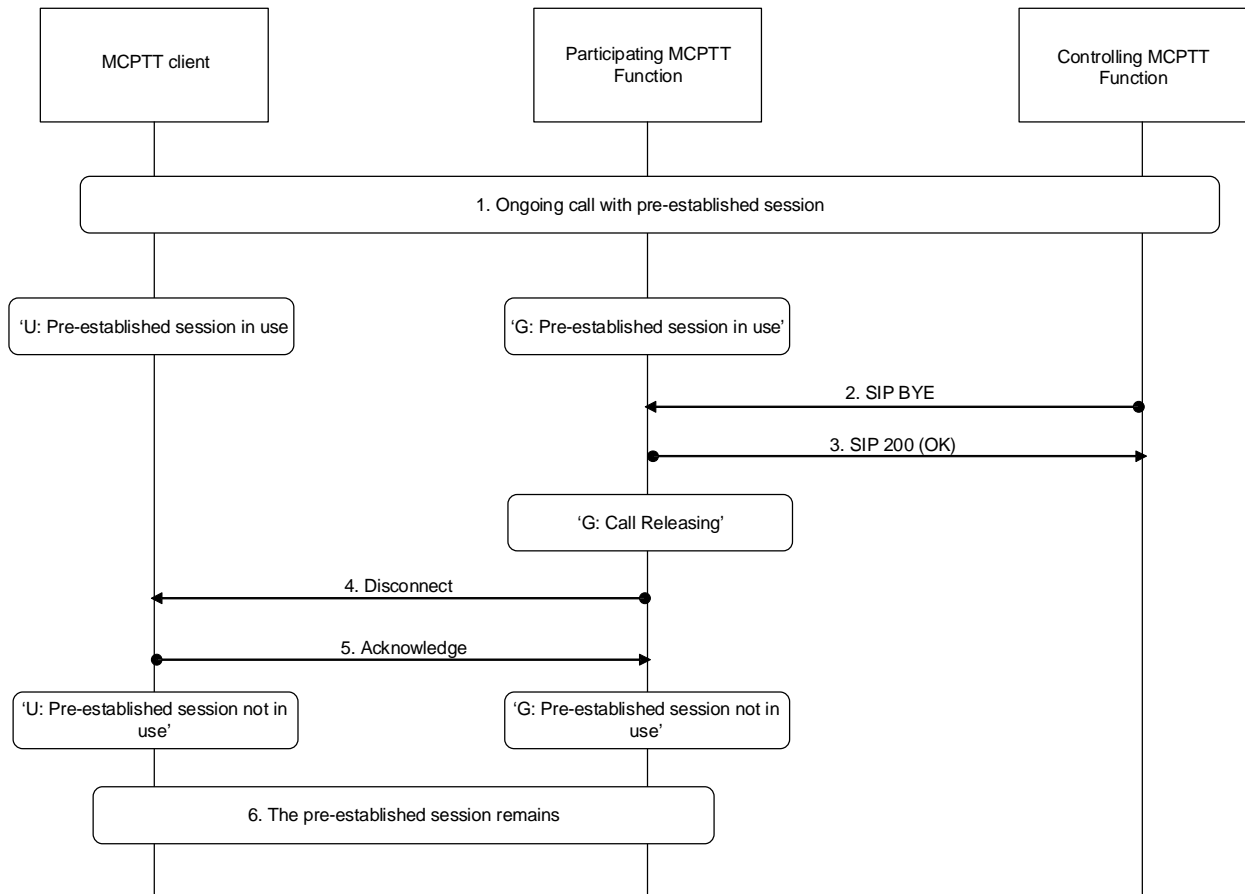 MCPTT client
Participating MCPTT
Function
Controlling MCPTT
Function
1. Ongoing call with pre-established session
‘U: Pre-established session in use
‘G: Pre-established session in use’
2. SIP BYE
3. SIP 200 (OK)
‘G: Call Releasing’
4. Disconnect
5. Acknowledge
‘U: Pre-established session not in
use’
‘G: Pre-established session not in
use’
6. The pre-established session remains